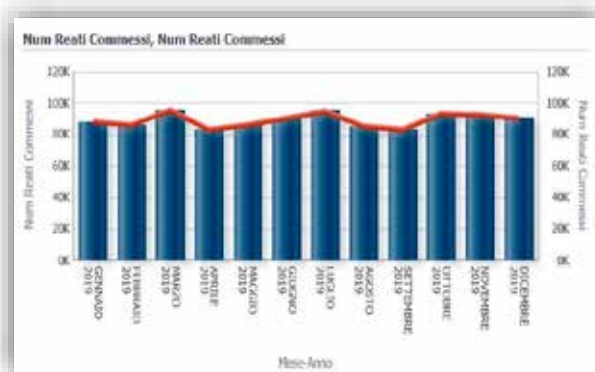 Num Reati Commessi, Num Reati Commessi
120K
100K
80K
60K
40K
20K
0K
Num Reati Commessi
120K
100K
80K
60K
40K
20K
0K
Num Reati Commessi
GENNAIO 2019
FEBBRAIO 2019
MARZO 2019
APRILE 2019
MAGGIO 2019
GIUGNO 2019
LUGLIO 2019
AGOSTO 2019
SETTEMBRE 2019
OTTOBRE 2019
NOVEMBRE 2019
DICEMBRE 2019
Mese-Anno